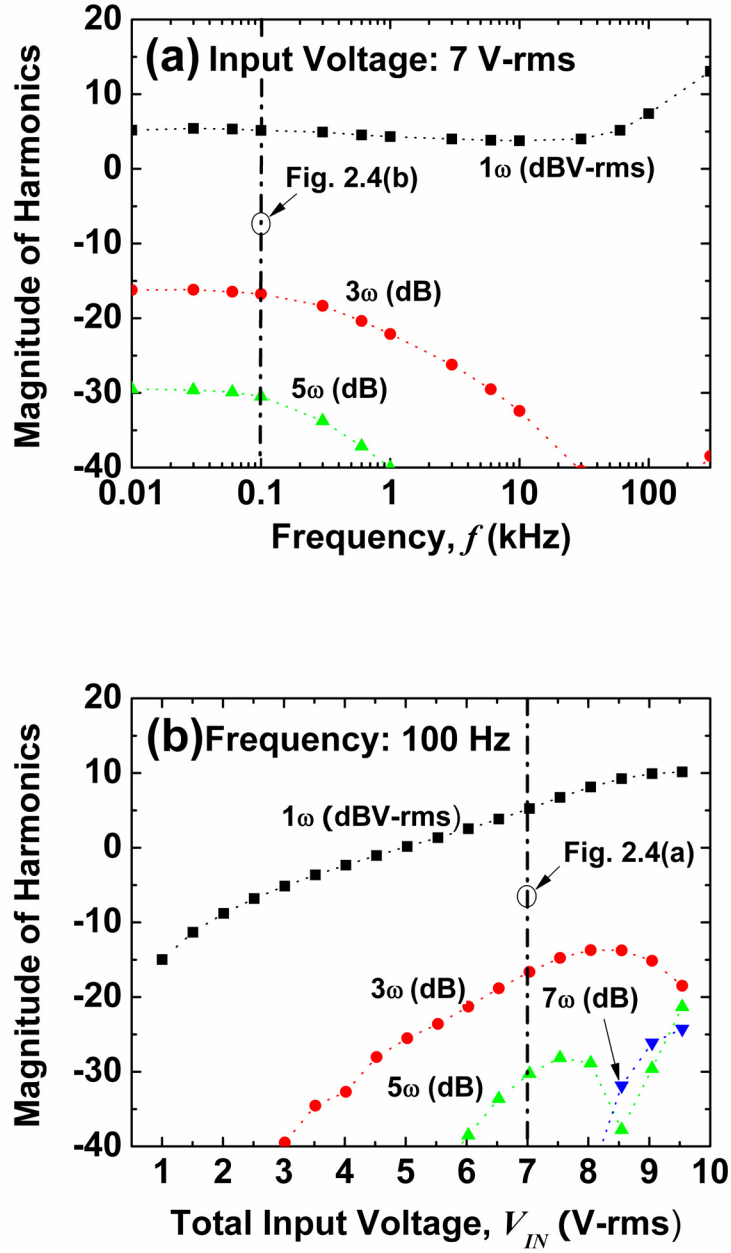 (a) Input Voltage: 7 V-rms
Magnitude of Harmonics
20
10
0
-10
-20
-30
-40
1ω (dBV-rms)
Fig. 2.4(b)
3ω (dB)
5ω (dB)
0.01 0.1 1 10 100
Frequency, f (kHz)
(b) Frequency: 100 Hz
Magnitude of Harmonics
20
10
0
-10
-20
-30
-40
1ω (dBV-rms)
Fig. 2.4(a)
3ω (dB)
7ω (dB)
5ω (dB)
1 2 3 4 5 6 7 8 9 10
Total Input Voltage, VIN (V-rms)